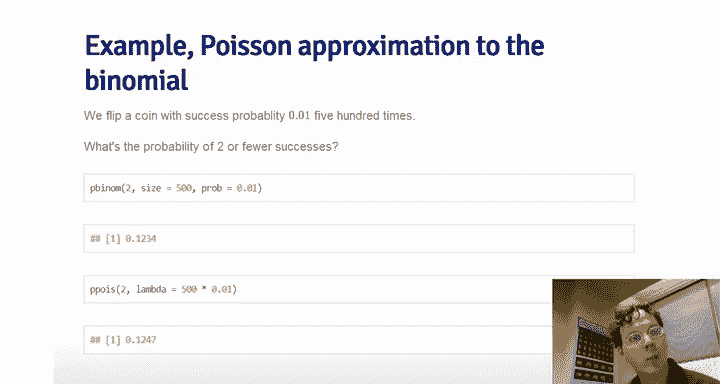 Example, Poisson approximation to the
binomial
We flip a coin with success probablity 0.01 five hundred times.
What's the probability of 2 or fewer successes?
pbinom(2, size = 500, prob = 0.01)
## [1] 0.1234
ppois(2, lambda = 500 * 0.01)
## [1] 0.1247